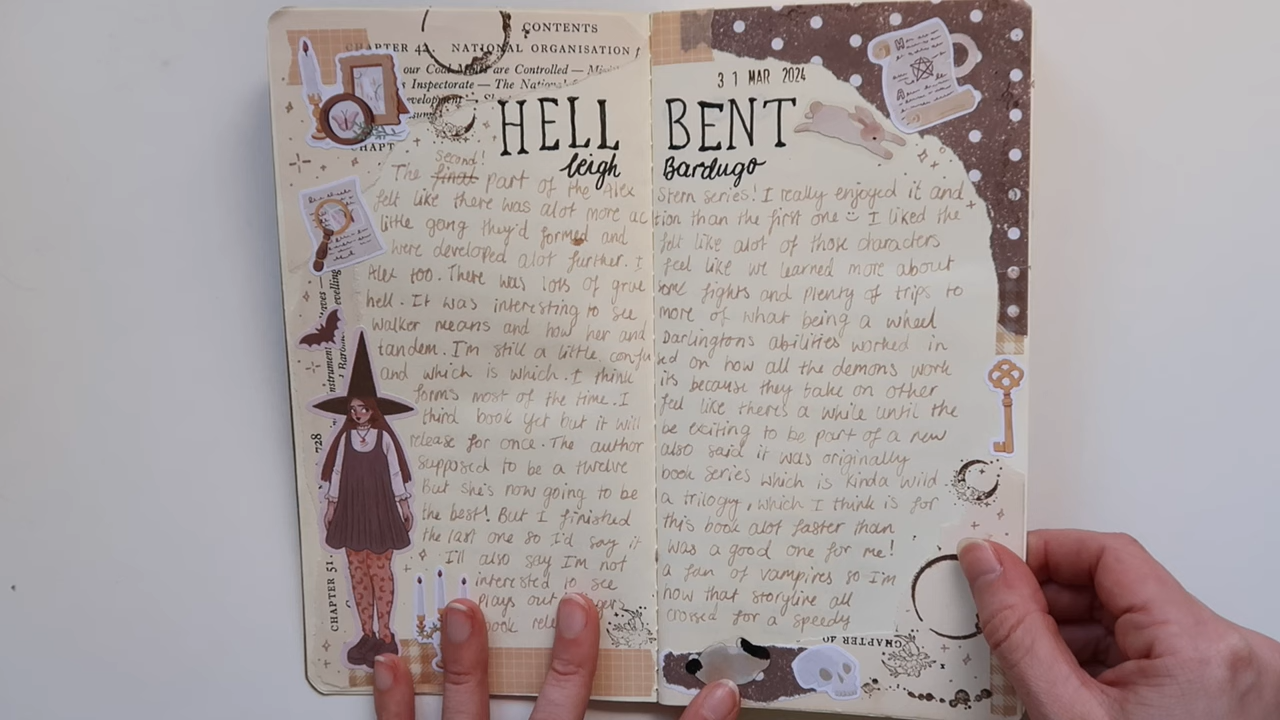 CONTENTS
CHAPTER 42. NATIONAL ORGANISATION
our Coal Mines are Controlled —
Inspectorate — The National
evelopment —
CHAPT
31 MAR 2024
HELL BENT
leigh Bardugo
second!
The final part of the Alex Stern series! I really enjoyed it and
felt like there was alot more action than the first one I liked the
little gang they'd formed and felt like alot of those characters
were developed alot further. I feel like we learned more about
Alex too. There was lots of gruesome fights and plenty of trips to
hell. It was interesting to see more of what being a wheel
walker means and how her and Darlingtons abilities worked in
tandem. I'm still a little confused on how all the demons work
and which is which. I think its because they take on other
forms most of the time. I feel like there's a while until the
third book yet but it will be exciting to be part of a new
release for once. The author also said it was originally
supposed to be a twelve book series which is kinda wild
But she's now going to be a trilogy, which I think is for
the best! But I finished this book alot faster than
the last one so I'd say it was a good one for me!
I'll also say I'm not a fan of vampires so I'm
interested to see how that storyline all
plays out crossed for a speedy
book
728
CHAPTER 51.
CHAPTER 40